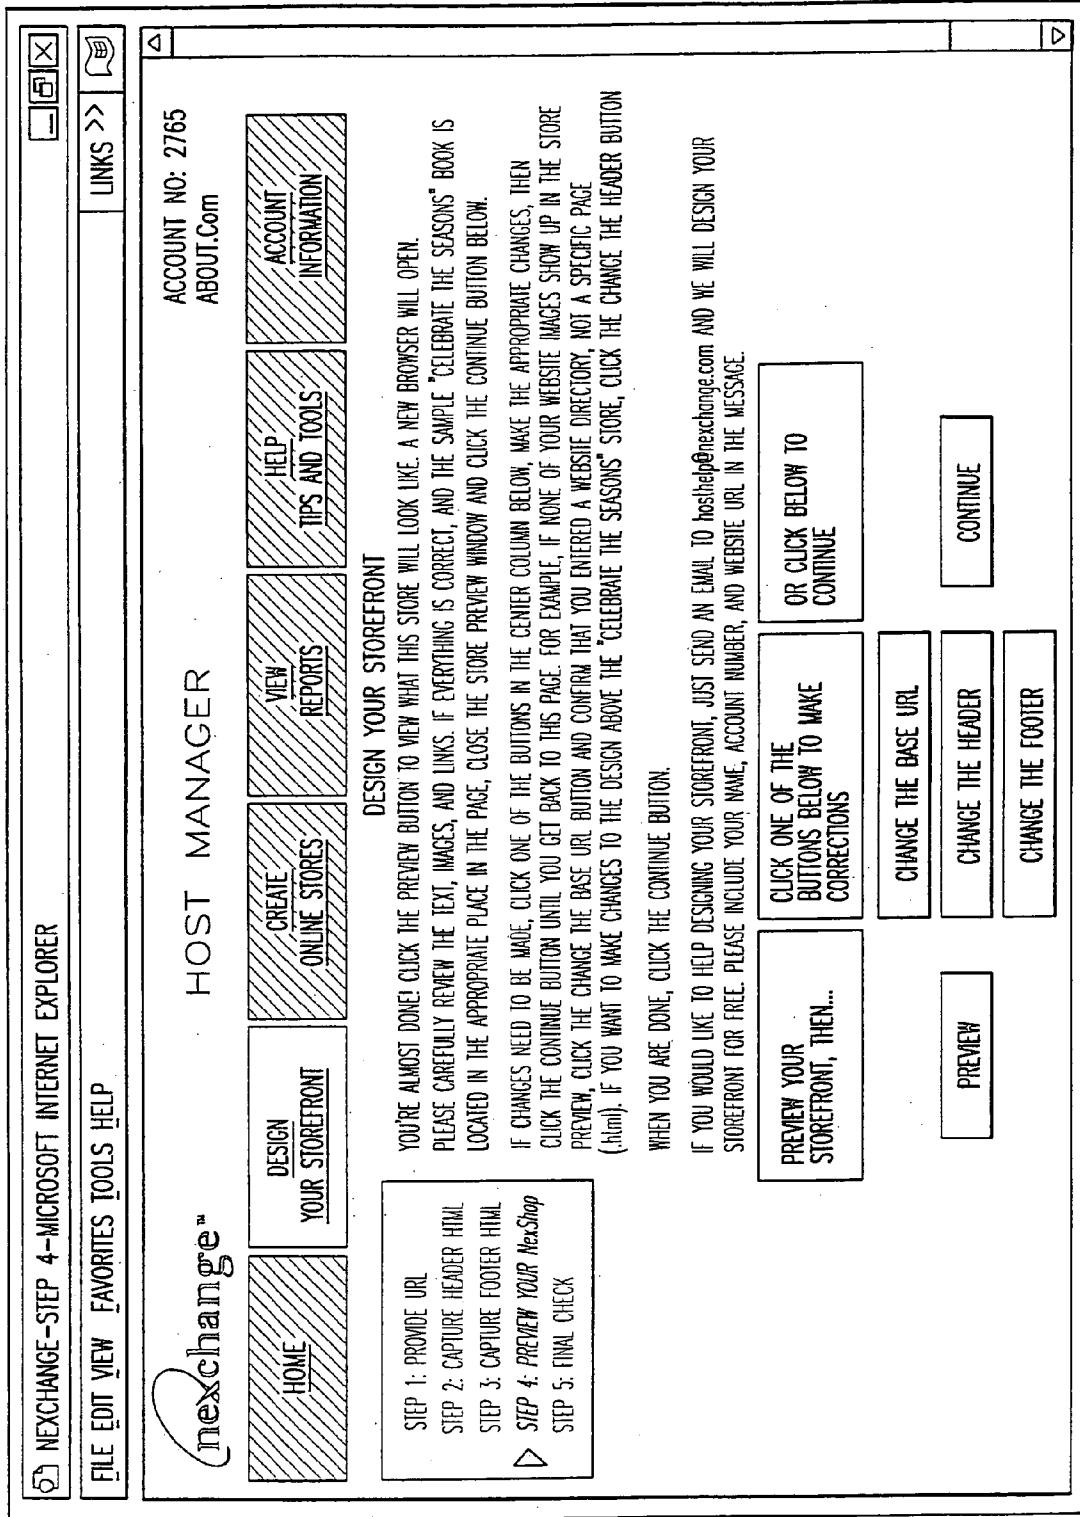 NEXCHANGE-STEP 4-MICROSOFT INTERNET EXPLORER
FILE EDIT VIEW FAVORITES TOOLS HELP
LINKS >>
nexchange™
HOST MANAGER
ACCOUNT NO: 2765
ABOUT.Com
HOME
DESIGN
YOUR STOREFRONT
CREATE
ONLINE STORES
VIEW
REPORTS
HELP
TIPS AND TOOLS
ACCOUNT
INFORMATION
STEP 1: PROVIDE URL
STEP 2: CAPTURE HEADER HTML
STEP 3: CAPTURE FOOTER HTML
STEP 4: PREVIEW YOUR NexShop
STEP 5: FINAL CHECK
DESIGN YOUR STOREFRONT
YOU'RE ALMOST DONE! CLICK THE PREVIEW BUTTON TO VIEW WHAT THIS STORE WILL LOOK LIKE. A NEW BROWSER WILL OPEN.
PLEASE CAREFULLY REVIEW THE TEXT, IMAGES, AND LINKS. IF EVERYTHING IS CORRECT, AND THE SAMPLE "CELEBRATE THE SEASONS" BOOK IS
LOCATED IN THE APPROPRIATE PLACE IN THE PAGE, CLOSE THE STORE PREVIEW WINDOW AND CLICK THE CONTINUE BUTTON BELOW.
IF CHANGES NEED TO BE MADE, CLICK ONE OF THE BUTTONS IN THE CENTER COLUMN BELOW, MAKE THE APPROPRIATE CHANGES, THEN
CLICK THE CONTINUE BUTTON UNTIL YOU GET BACK TO THIS PAGE. FOR EXAMPLE, IF NONE OF YOUR WEBSITE IMAGES SHOW UP IN THE STORE
PREVIEW, CLICK THE CHANGE THE BASE URL BUTTON AND CONFIRM THAT YOU ENTERED A WEBSITE DIRECTORY, NOT A SPECIFIC PAGE
(.html). IF YOU WANT TO MAKE CHANGES TO THE DESIGN ABOVE THE "CELEBRATE THE SEASONS" STORE, CLICK THE CHANGE THE HEADER BUTTON
WHEN YOU ARE DONE, CLICK THE CONTINUE BUTTON.
IF YOU WOULD LIKE TO HELP DESIGNING YOUR STOREFRONT, JUST SEND AN EMAIL TO hosthelp@nexchange.com AND WE WILL DESIGN YOUR
STOREFRONT FOR FREE. PLEASE INCLUDE YOUR NAME, ACCOUNT NUMBER, AND WEBSITE URL IN THE MESSAGE.
PREVIEW YOUR
STOREFRONT, THEN...
CLICK ONE OF THE
BUTTONS BELOW TO MAKE
CORRECTIONS
OR CLICK BELOW TO
CONTINUE
CHANGE THE BASE URL
PREVIEW
CHANGE THE HEADER
CONTINUE
CHANGE THE FOOTER